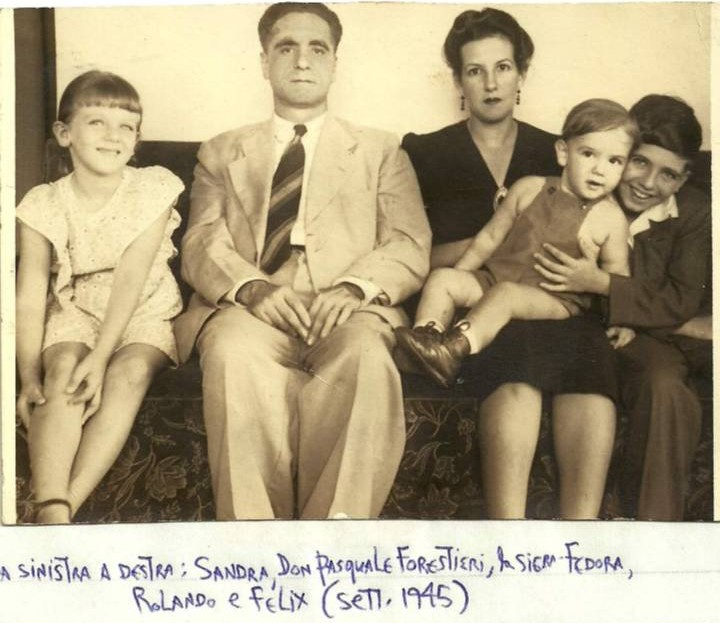 A SINISTRA A DESTRA: SANDRA, DON PASQUALE FORESTIERI, la SIGRA FEDORA,
ROLANDO e FÉLIX (SETT. 1945)